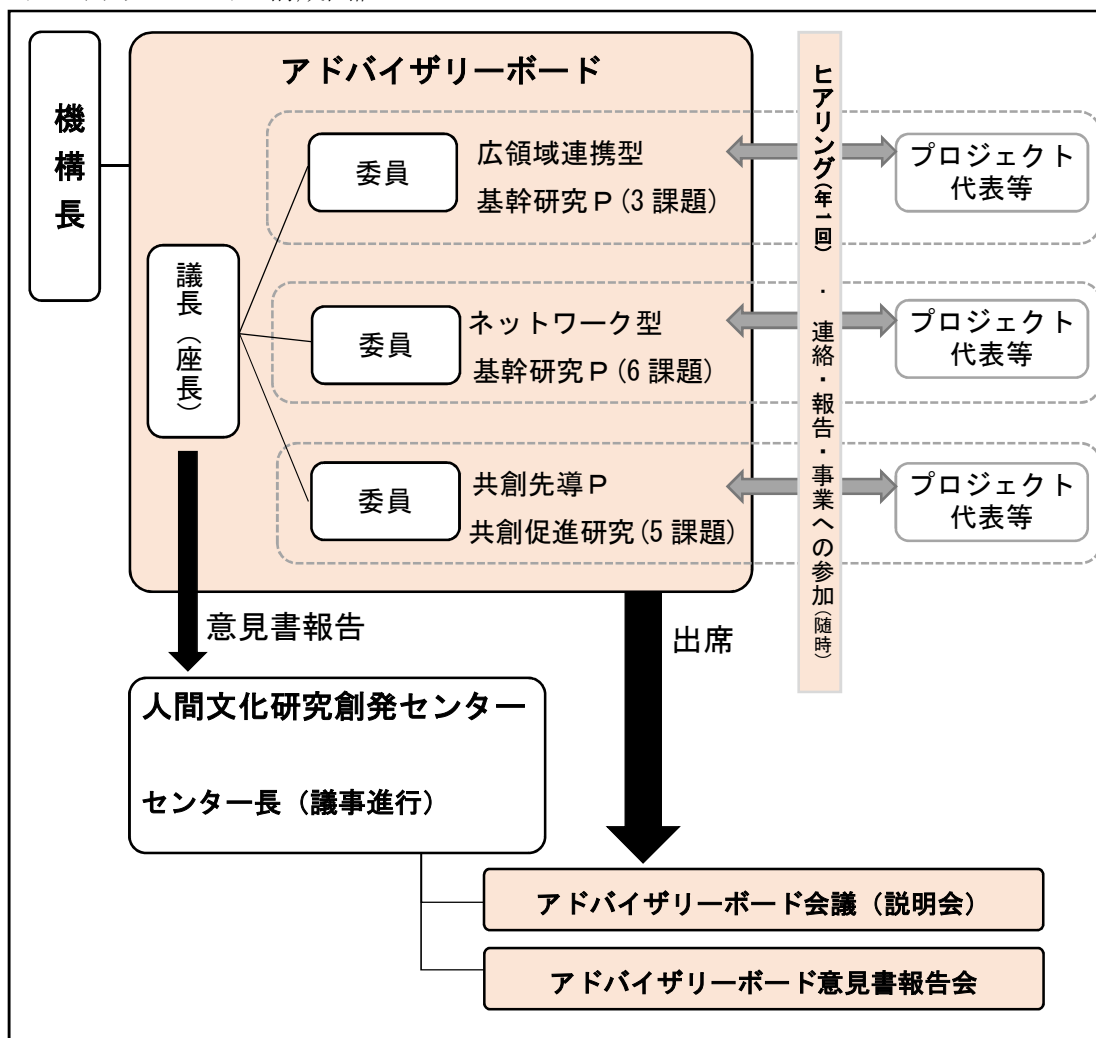 機構長
アドバイザリーボード
議長（座長）
委員
広領域連携型
基幹研究Ｐ(3 課題)
プロジェクト
代表等
委員
ネットワーク型
基幹研究Ｐ(6 課題)
プロジェクト
代表等
委員
共創先導Ｐ
共創促進研究(5 課題)
プロジェクト
代表等
ヒアリング(年１回) ・ 連絡・報告・事業への参加(随時)
意見書報告
出席
人間文化研究創発センター
センター長（議事進行）
アドバイザリーボード会議（説明会）
アドバイザリーボード意見書報告会